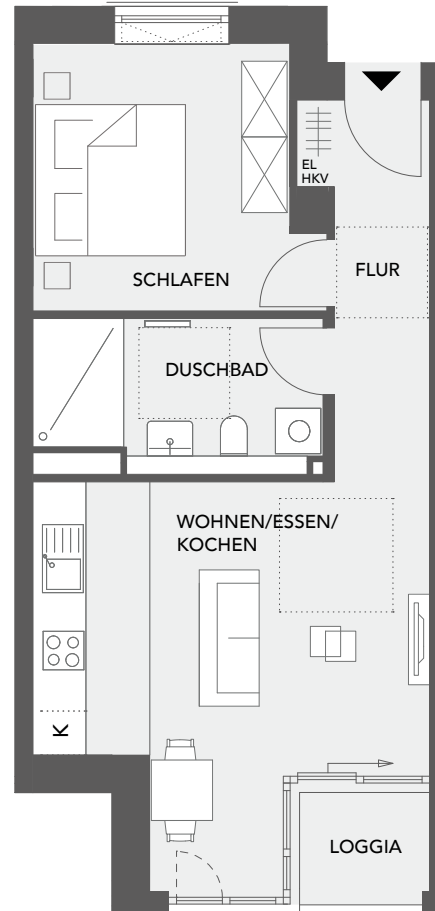 EL
HKV
FLUR
SCHLAFEN
DUSCHBAD
WOHNEN/ESSEN/
KOCHEN
K
LOGGIA